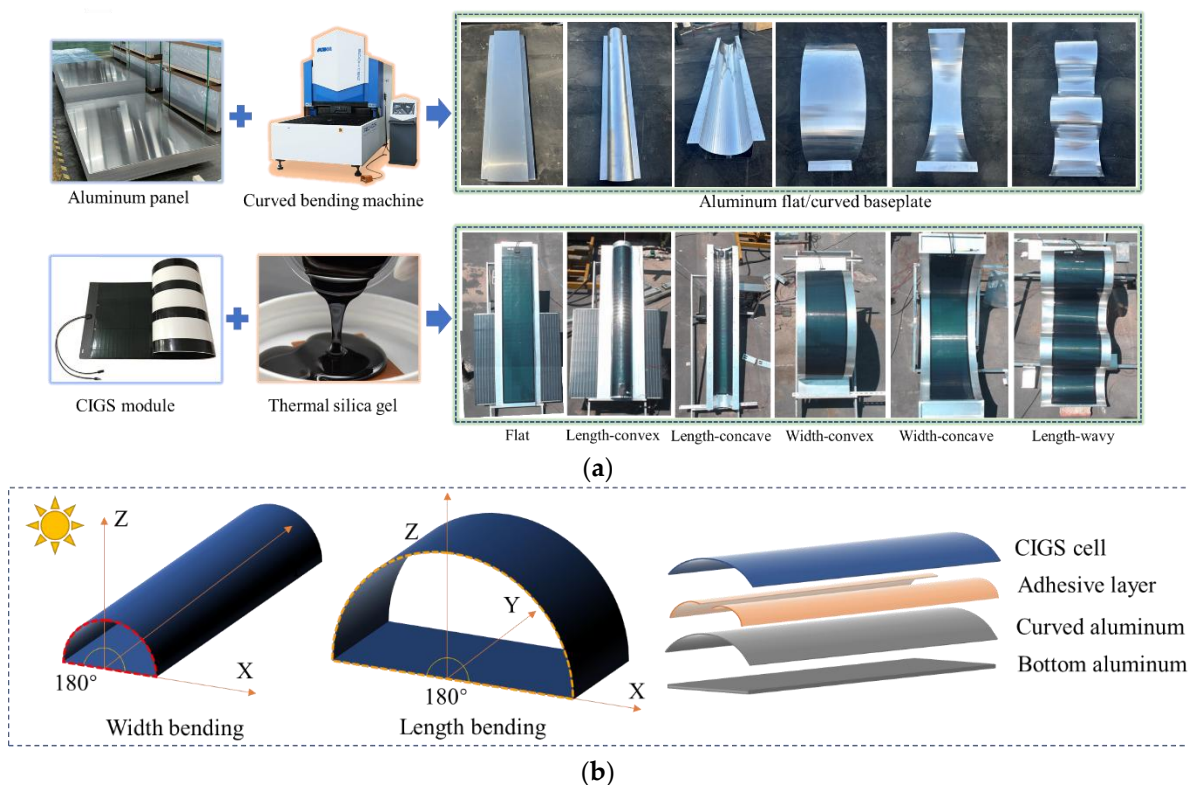 Aluminum panel
Curved bending machine
Aluminum flat/curved baseplate
CIGS module
Thermal silica gel
Flat
Length-convex
Length-concave
Width-convex
Width-concave
Length-wavy
(a)
Z
X
180°
Width bending
Z
Y
X
180°
Length bending
CIGS cell
Adhesive layer
Curved aluminum
Bottom aluminum
(b)